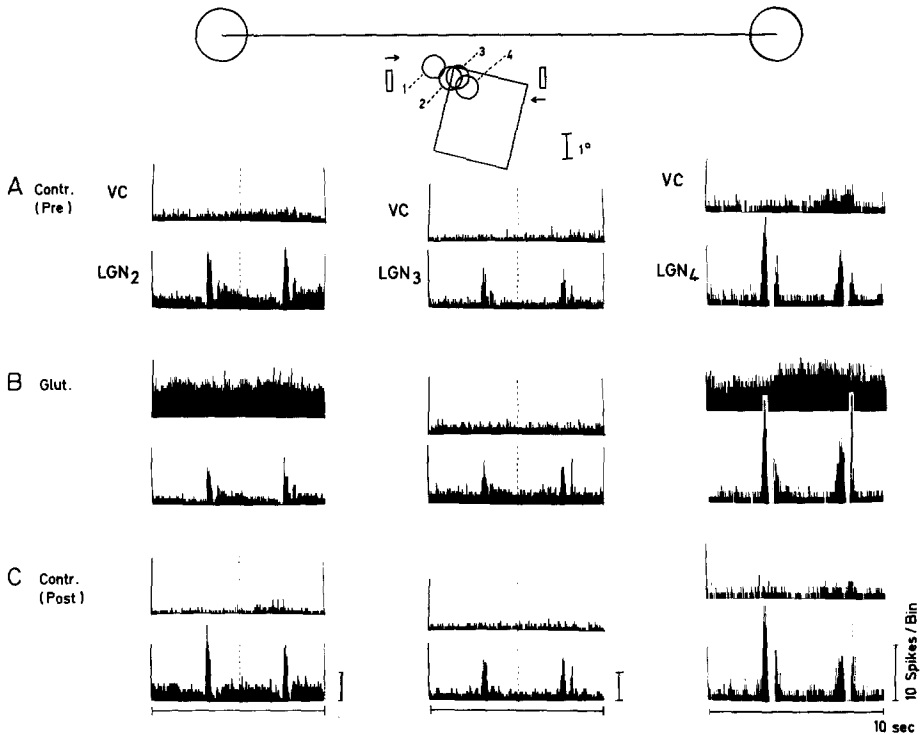 3
4
1
2
1°
A Contr. (Pre) VC VC VC
LGN2 LGN3 LGN4
B Glut.
C Contr. (Post)
10 Spikes / Bin
10 sec